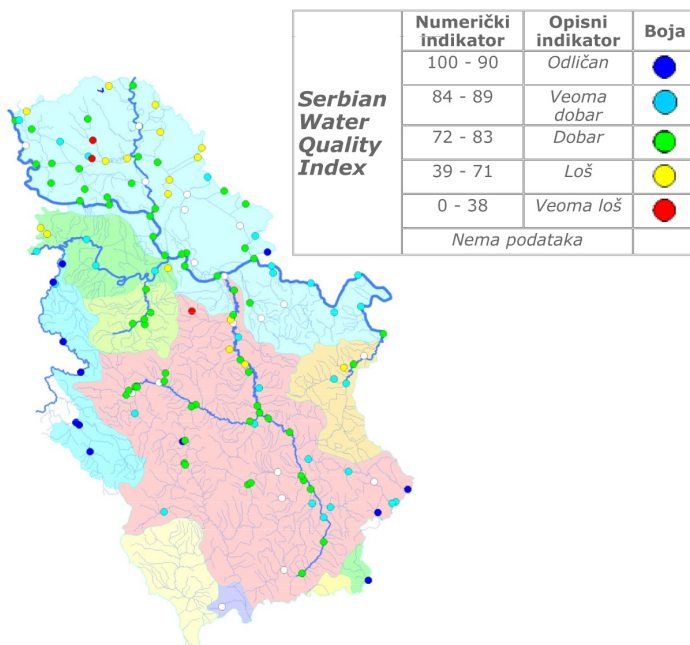 Numerički indikator
Opisni indikator
Boja
Serbian
Water
Quality
Index
100 - 90
Odličan
84 - 89
Veoma dobar
72 - 83
Dobar
39 - 71
Loš
0 - 38
Veoma loš
Nema podataka